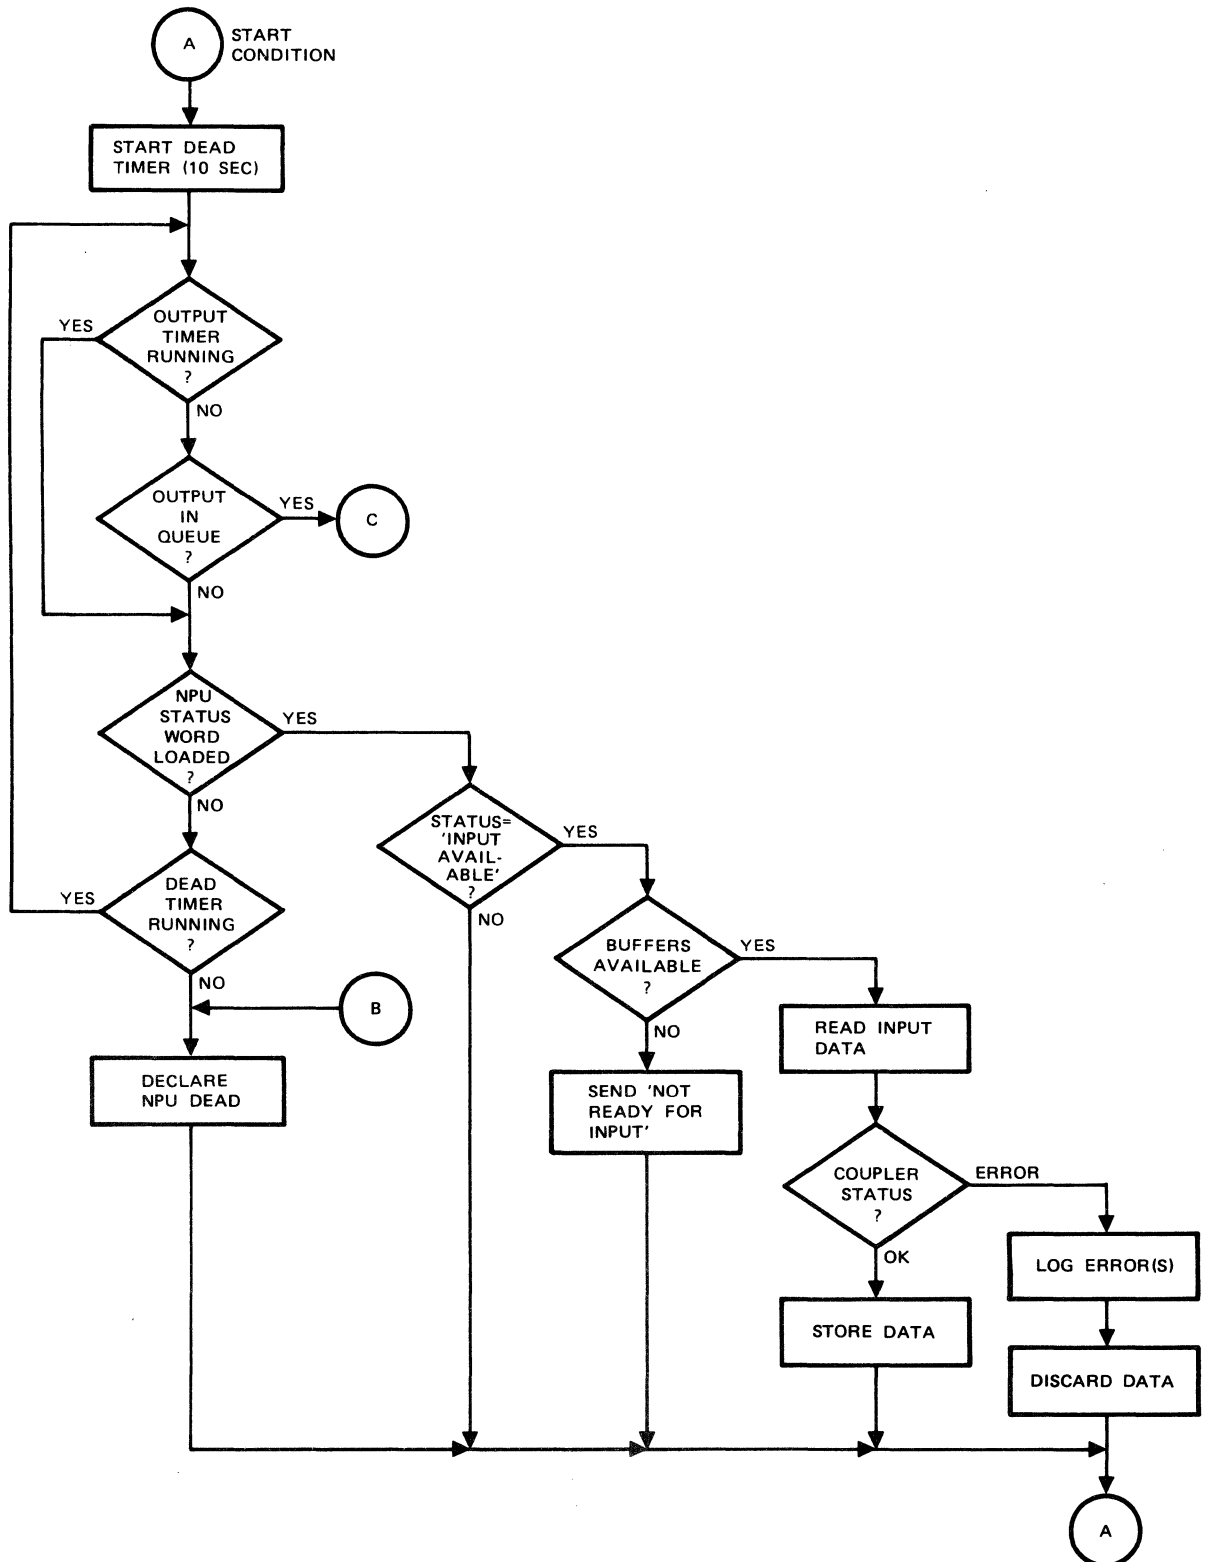 A
START
CONDITION
START DEAD
TIMER (10 SEC)
YES
OUTPUT
TIMER
RUNNING
?
NO
OUTPUT
IN
QUEUE
?
YES
C
NO
NPU
STATUS
WORD
LOADED
?
YES
NO
STATUS=
'INPUT
AVAIL-
ABLE'
?
YES
NO
YES
DEAD
TIMER
RUNNING
?
NO
BUFFERS
AVAILABLE
?
YES
NO
B
DECLARE
NPU DEAD
SEND 'NOT
READY FOR
INPUT'
READ INPUT
DATA
COUPLER
STATUS
?
ERROR
OK
LOG ERROR(S)
STORE DATA
DISCARD DATA
A